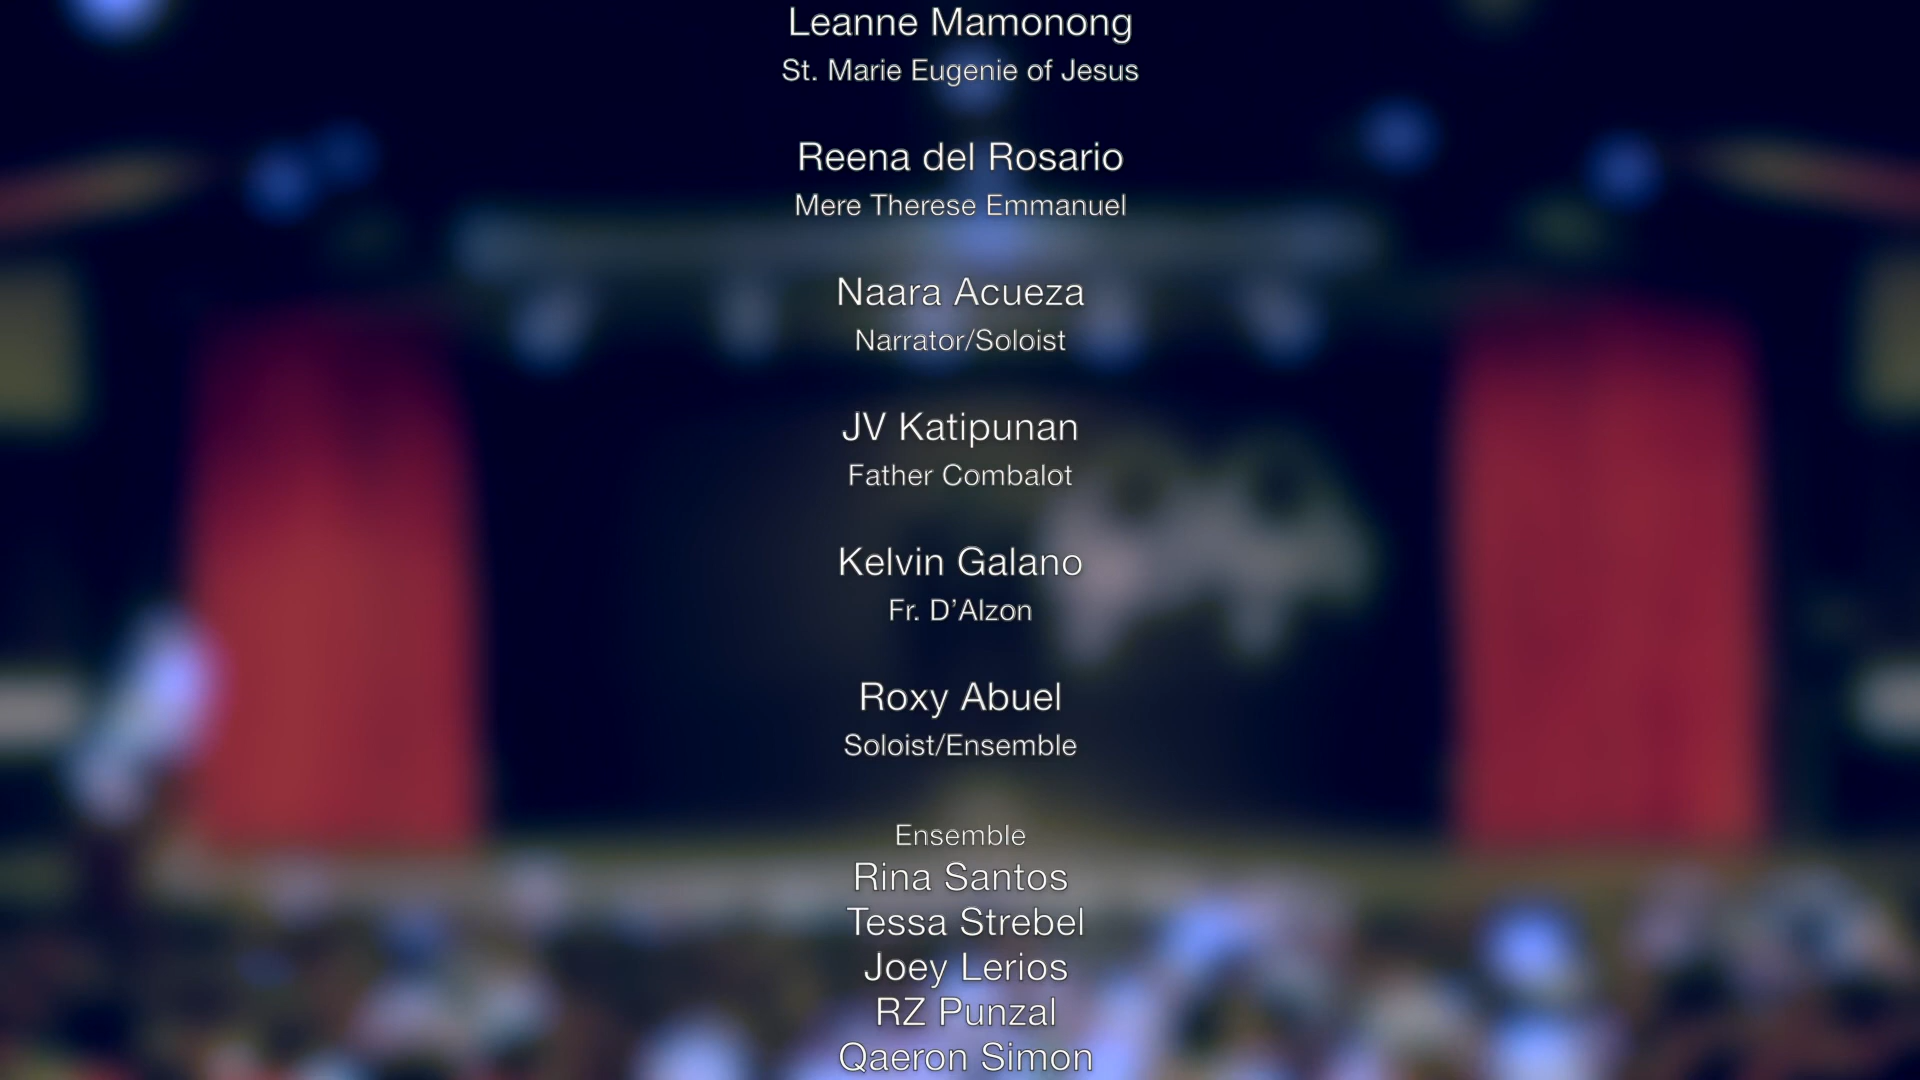 Leanne Mamonong
St. Marie Eugenie of Jesus
Reena del Rosario
Mere Therese Emmanuel
Naara Acueza
Narrator/Soloist
JV Katipunan
Father Combalot
Kelvin Galano
Fr. D’Alzon
Roxy Abuel
Soloist/Ensemble
Ensemble
Rina Santos
Tessa Strebel
Joey Lerios
RZ Punzal
Qaeron Simon